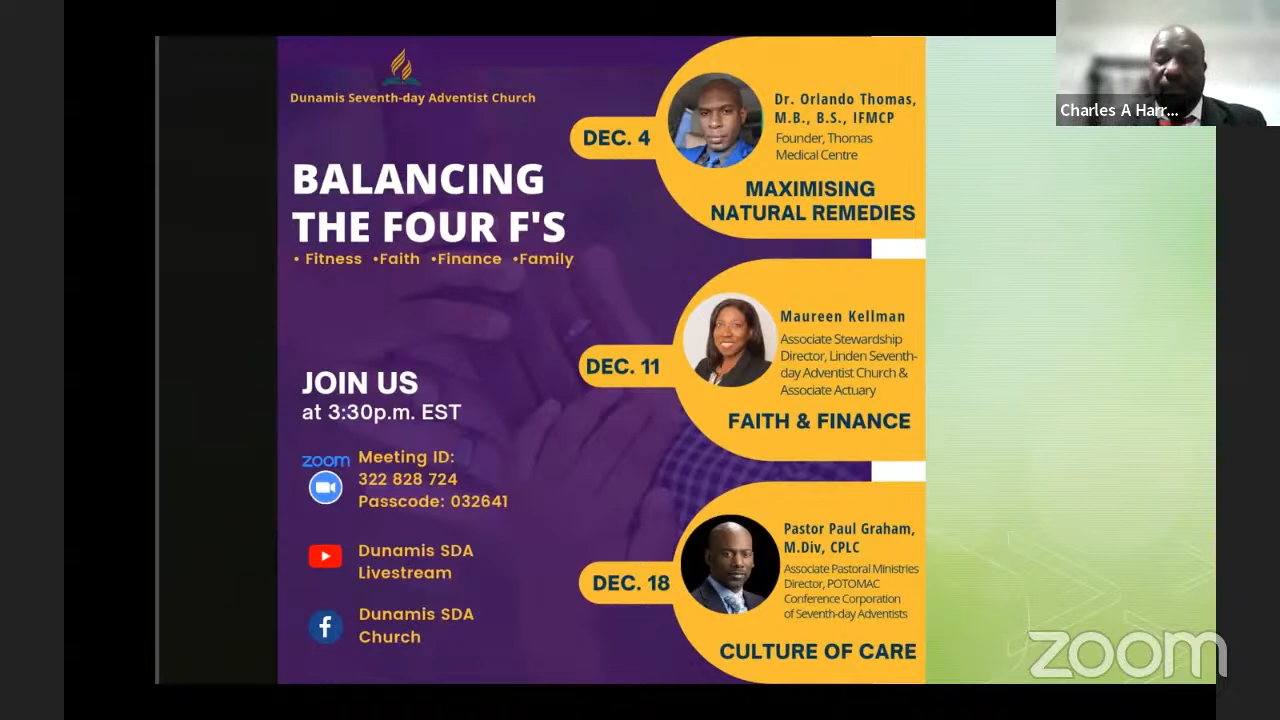 Dunamis Seventh-day Adventist Church
BALANCING
THE FOUR F'S
• Fitness •Faith •Finance •Family
JOIN US
at 3:30p.m. EST
zoom
Meeting ID:
322 828 724
Passcode: 032641
Dunamis SDA
Livestream
Dunamis SDA
Church
DEC. 4
Dr. Orlando Thomas,
M.B., B.S., IFMCP
Founder, Thomas
Medical Centre
MAXIMISING
NATURAL REMEDIES
DEC. 11
Maureen Kellman
Associate Stewardship
Director, Linden Seventh-
day Adventist Church &
Associate Actuary
FAITH & FINANCE
DEC. 18
Pastor Paul Graham,
M.Div, CPLC
Associate Pastoral Ministries
Director, POTOMAC
Conference Corporation
of Seventh-day Adventists
CULTURE OF CARE
Charles A Harr...
zoom